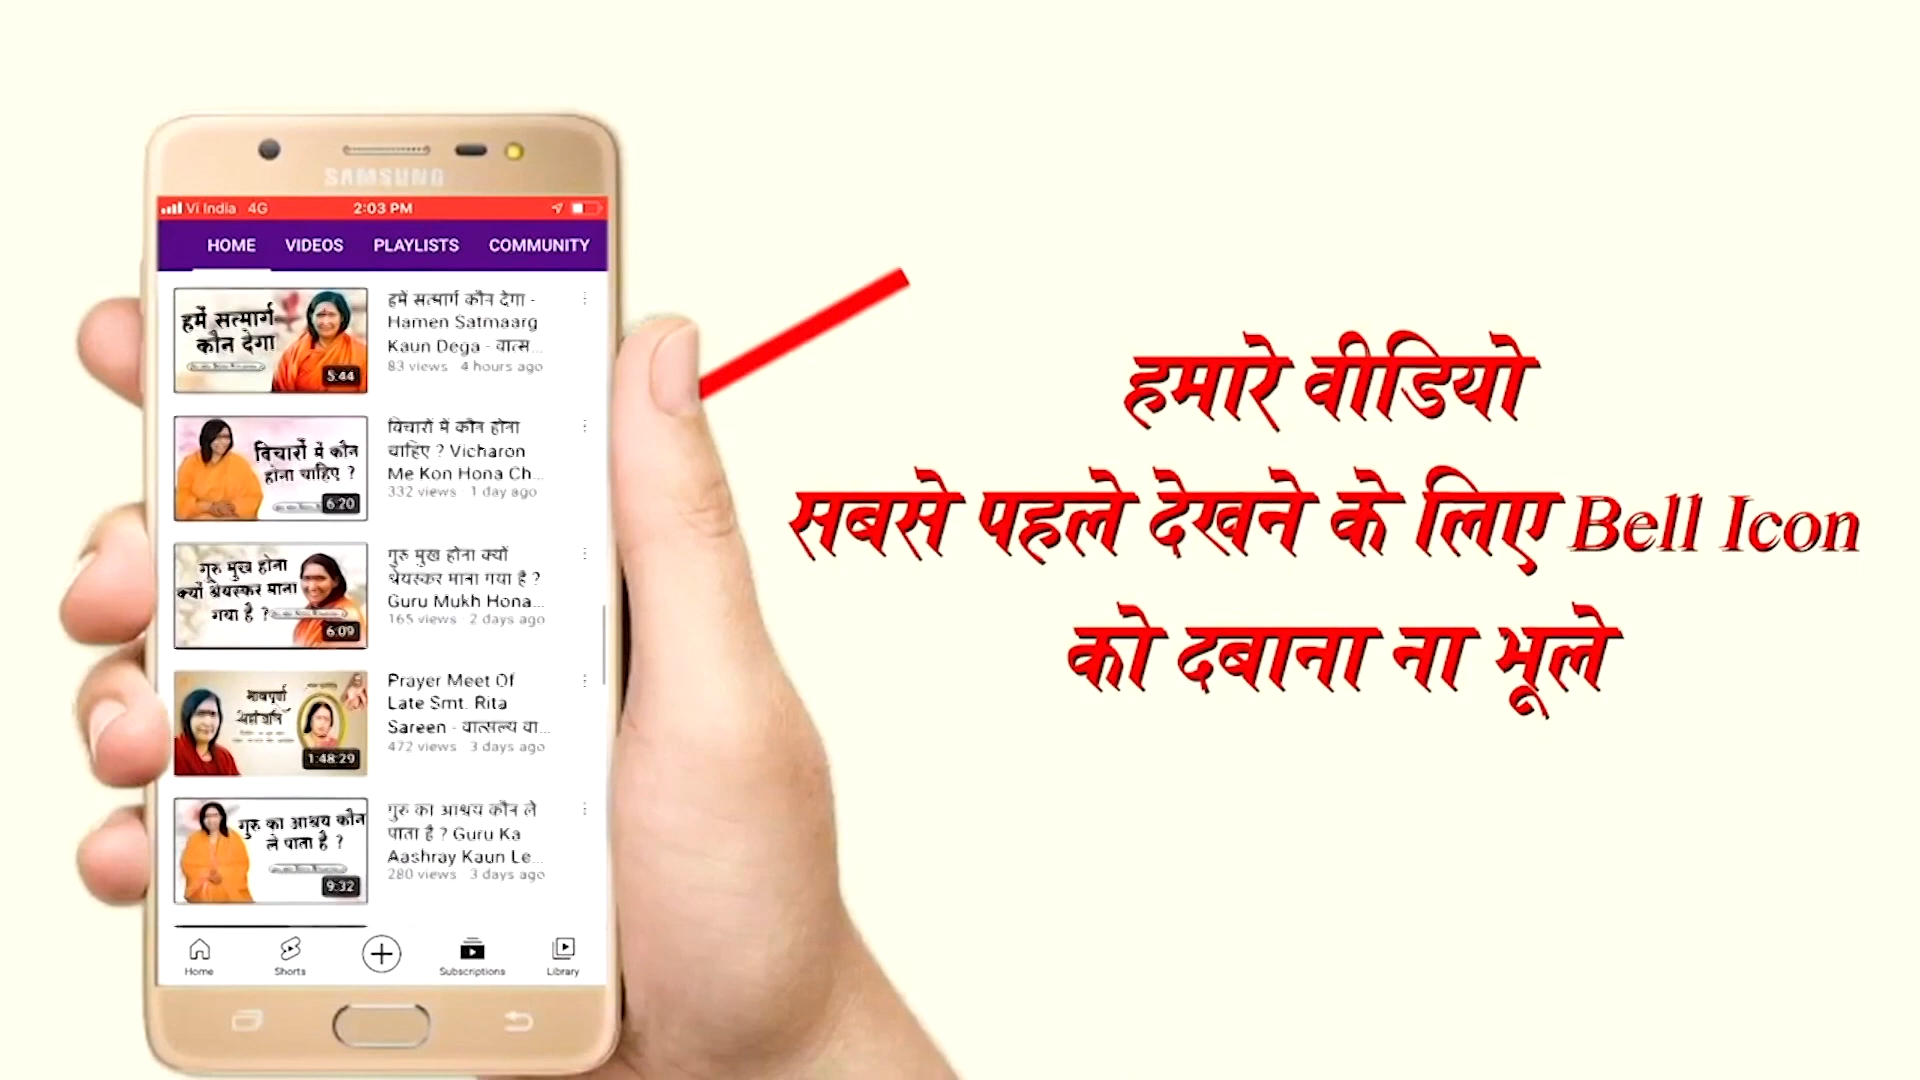 SAMSUNG
Vi India 4G 2:03 PM
HOME VIDEOS PLAYLISTS COMMUNITY
हमें सत्मार्ग
कौन देगा
5:44
हमें सत्मार्ग कौन देगा -
Hamen Satmaarg
Kaun Dega - वात्स...
83 views 4 hours ago
विचारों में कौन
होना चाहिए ?
6:20
विचारों में कौन होना
चाहिए ? Vicharon
Me Kon Hona Ch...
332 views 1 day ago
गुरु मुख होना
क्यों श्रेयस्कर माना
गया है ?
6:09
गुरु मुख होना क्यों
श्रेयस्कर माना गया है ?
Guru Mukh Hona...
165 views 2 days ago
भावपूर्ण
1:48:29
Prayer Meet Of
Late Smt. Rita
Sareen - वात्सल्य वा...
472 views 3 days ago
गुरु का आश्रय कौन
ले पाता है ?
9:32
गुरु का आश्रय कौन ले
पाता है ? Guru Ka
Aashray Kaun Le...
280 views 3 days ago
Home Shorts Subscriptions Library
हमारे वीडियो
सबसे पहले देखने के लिए Bell Icon
को दबाना ना भूले